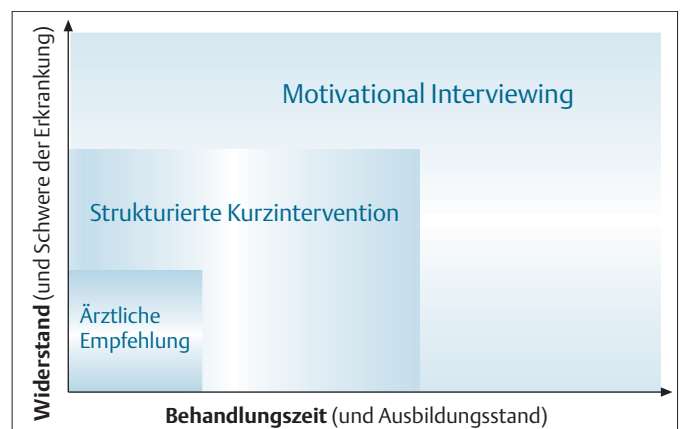 Widerstand (und Schwere der Erkrankung)
Motivational Interviewing
Strukturierte Kurzintervention
Ärztliche
Empfehlung
Behandlungszeit (und Ausbildungsstand)